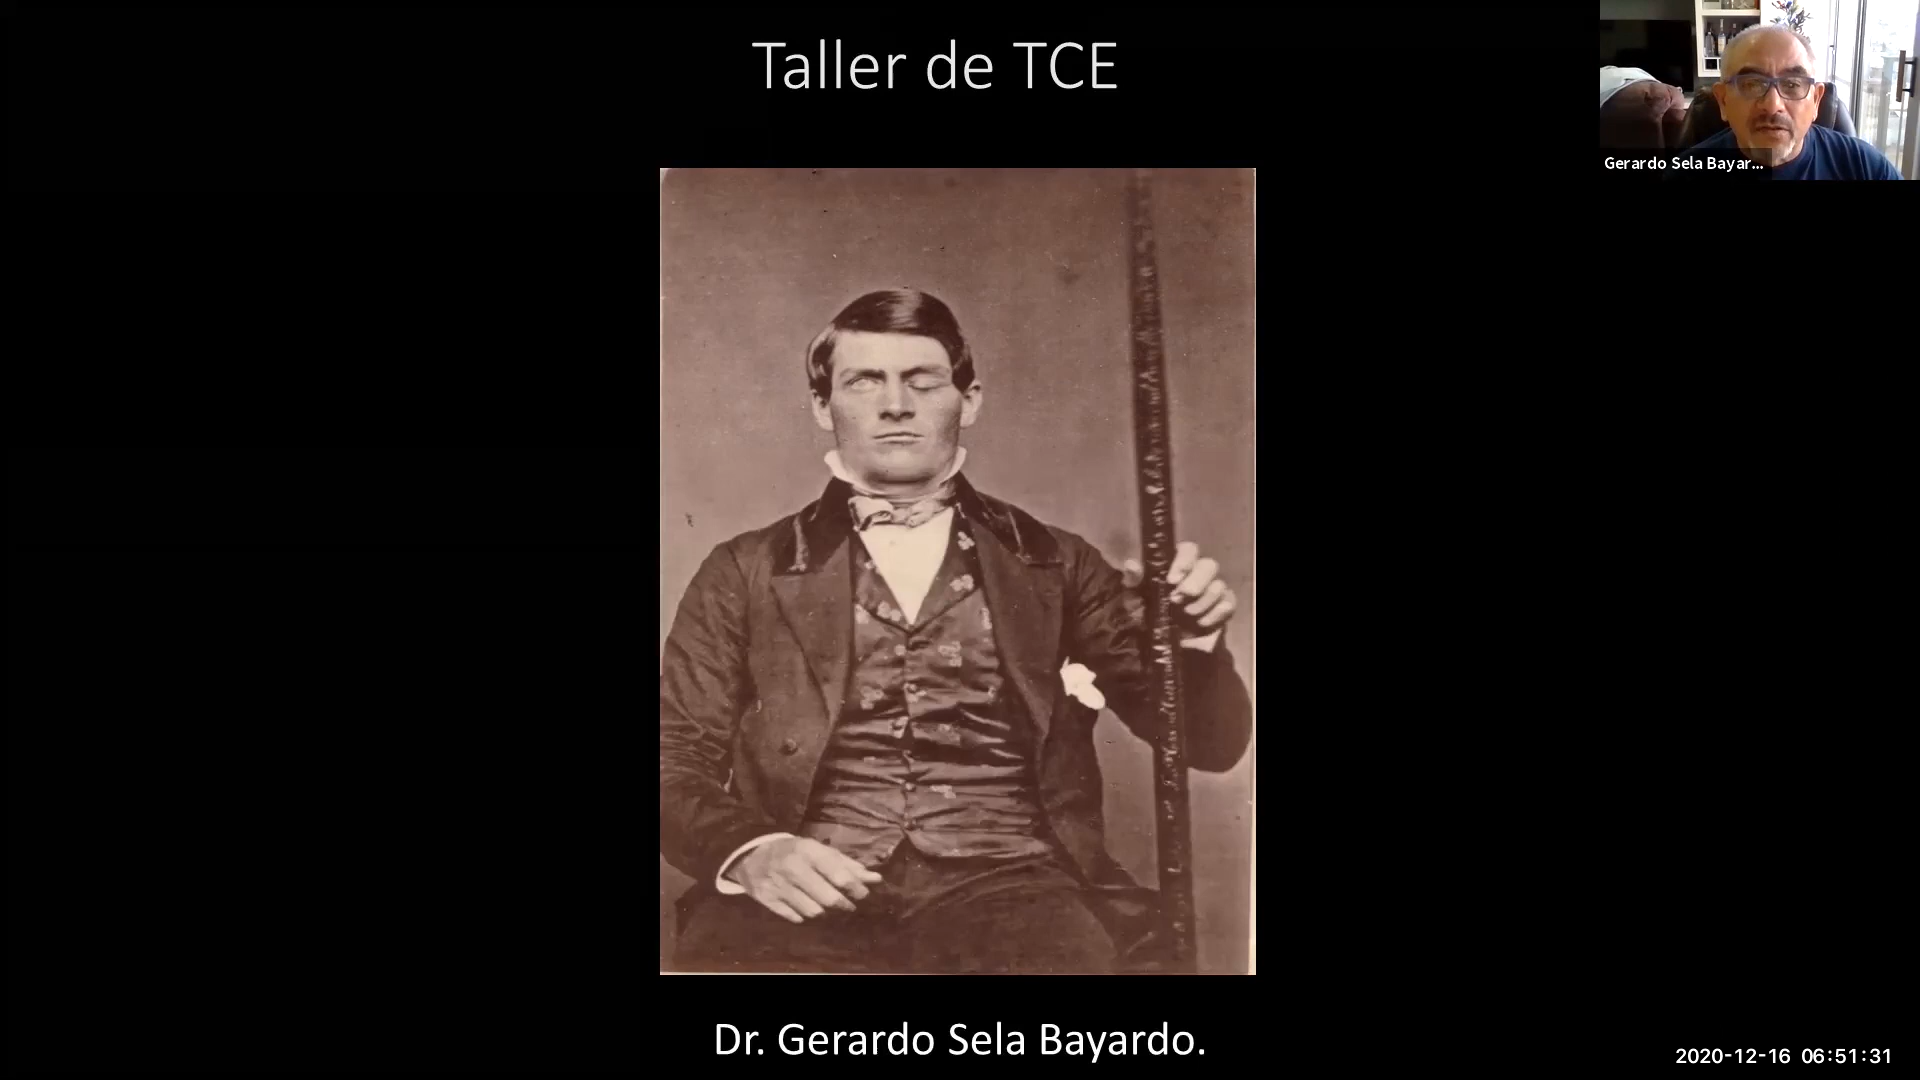 Taller de TCE
Gerardo Sela Bayar...
Dr. Gerardo Sela Bayardo.
2020-12-16 06:51:31